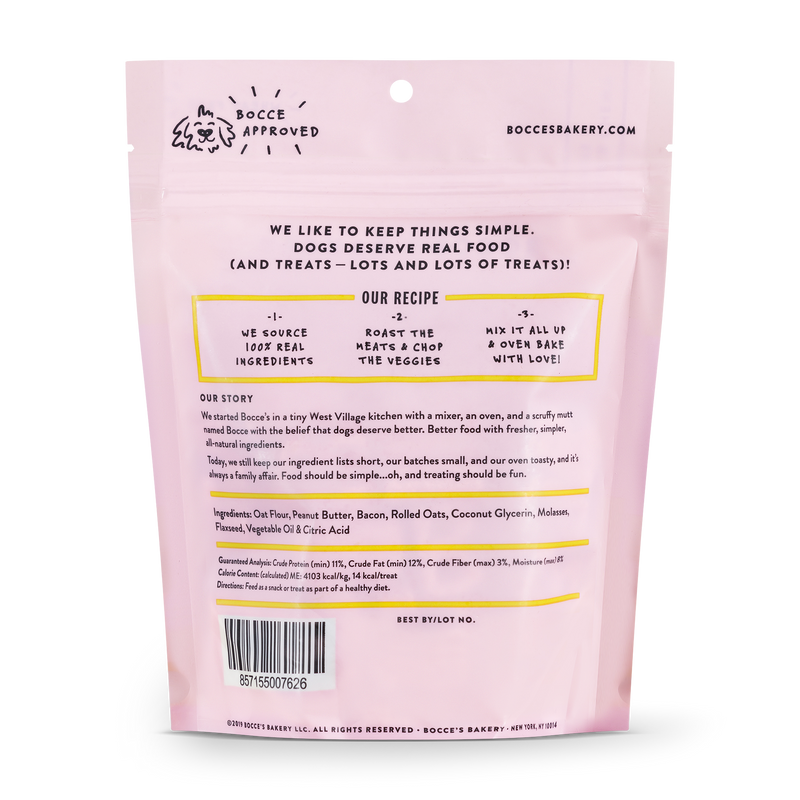 BOCCE
APPROVED
BOCCESBAKERY.COM
WE LIKE TO KEEP THINGS SIMPLE.
DOGS DESERVE REAL FOOD
(AND TREATS — LOTS AND LOTS OF TREATS)!
OUR RECIPE
-1-
WE SOURCE
100% REAL
INGREDIENTS
-2-
ROAST THE
MEATS & CHOP
THE VEGGIES
-3-
MIX IT ALL UP
& OVEN BAKE
WITH LOVE!
OUR STORY
We started Bocce's in a tiny West Village kitchen with a mixer, an oven, and a scruffy mutt
named Bocce with the belief that dogs deserve better. Better food with fresher, simpler,
all-natural ingredients.
Today, we still keep our ingredient lists short, our batches small, and our oven toasty, and it's
always a family affair. Food should be simple...oh, and treating should be fun.
Ingredients: Oat Flour, Peanut Butter, Bacon, Rolled Oats, Coconut Glycerin, Molasses,
Flaxseed, Vegetable Oil & Citric Acid
Guaranteed Analysis: Crude Protein (min) 11%, Crude Fat (min) 12%, Crude Fiber (max) 3%, Moisture 8%
Calorie Content: (calculated) ME: 4103 kcal/kg, 14 kcal/treat
Directions: Feed as a snack or treat as part of a healthy diet.
BEST BY/LOT NO.
857155007626
©2019 BOCCE'S BAKERY LLC. ALL RIGHTS RESERVED • BOCCE'S BAKERY • NEW YORK, NY 10014